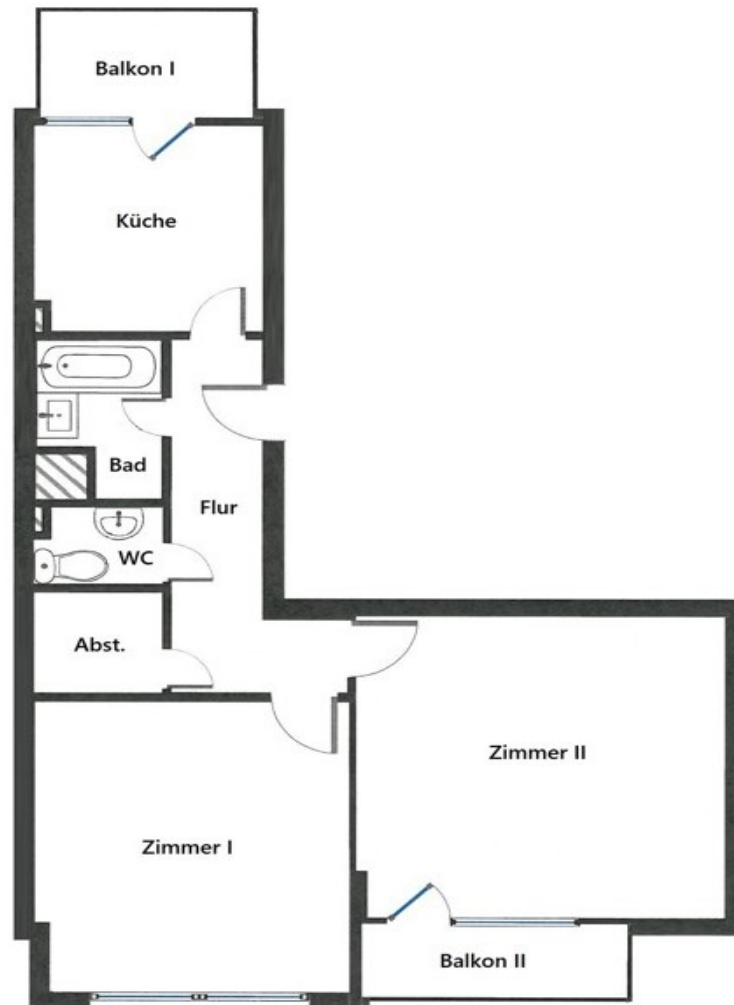 Balkon I
Küche
Bad
Flur
WC
Abst.
Zimmer II
Zimmer I
Balkon II